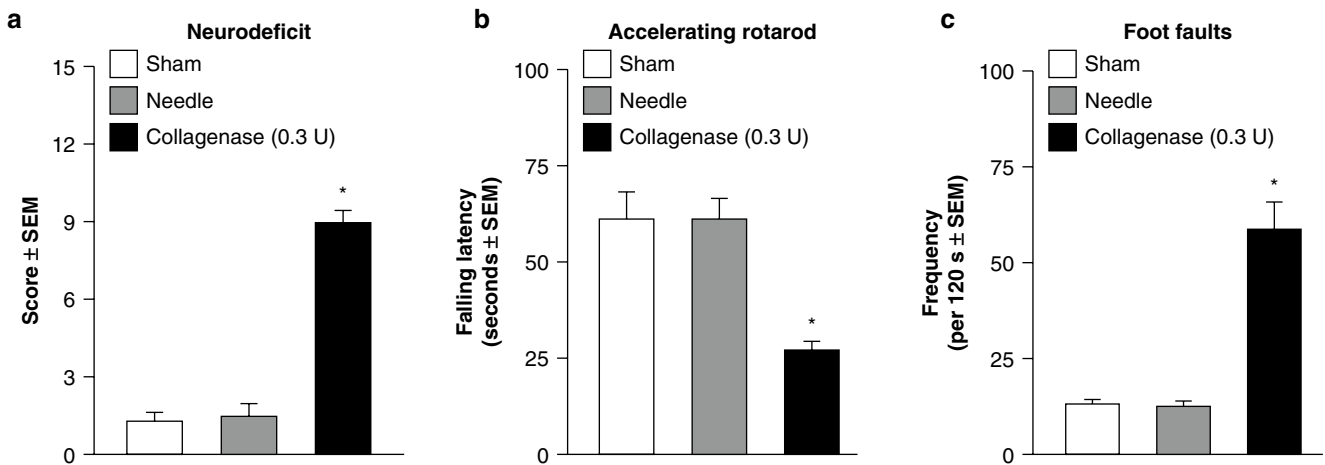 a
Neurodeficit
Sham
Needle
Collagenase (0.3 U)
Score ± SEM
15
12
9
6
3
0
*
b
Accelerating rotarod
Sham
Needle
Collagenase (0.3 U)
Falling latency
(seconds ± SEM)
100
75
50
25
0
*
c
Foot faults
Sham
Needle
Collagenase (0.3 U)
Frequency
(per 120 s ± SEM)
100
75
50
25
0
*